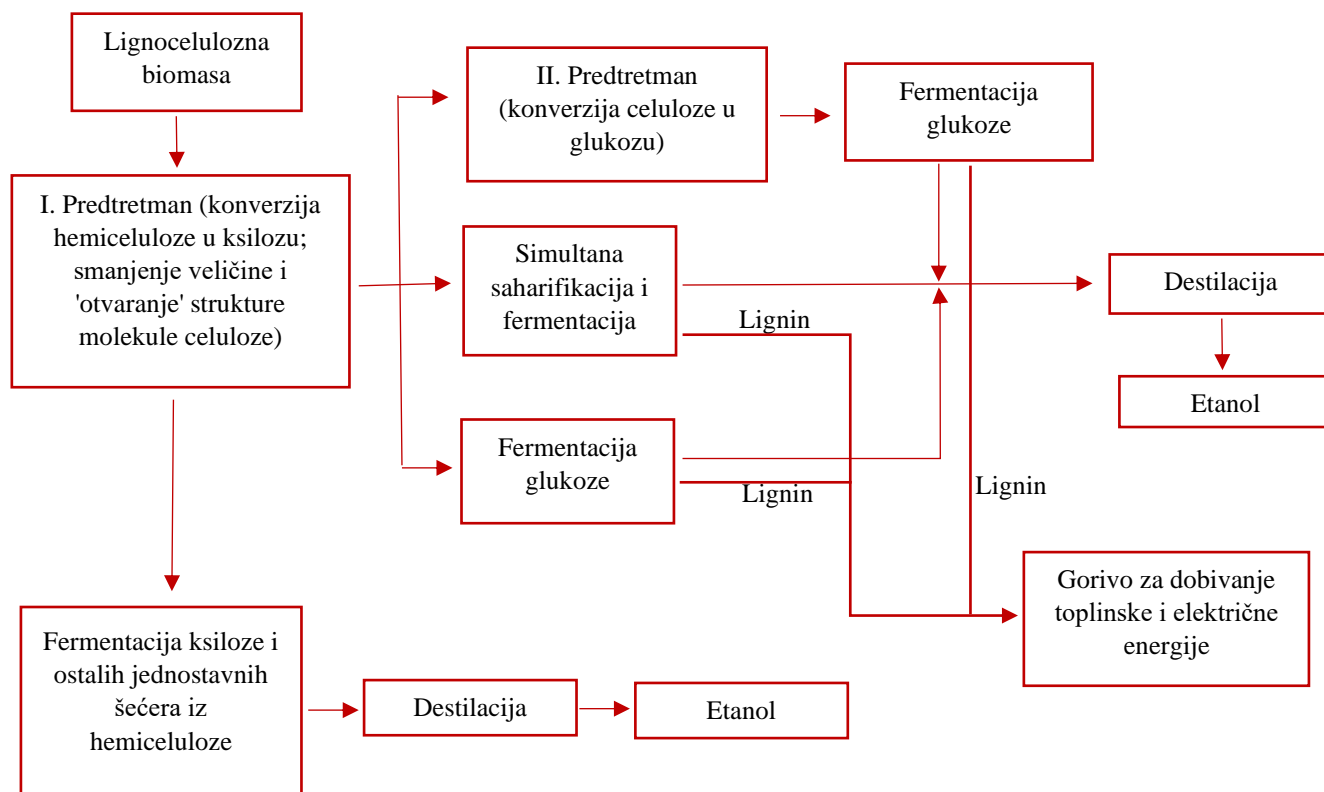 Lignocelulozna
biomasa
II. Predtretman
(konverzija celuloze u
glukozu)
Fermentacija
glukoze
I. Predtretman (konverzija
hemiceluloze u ksilozu;
smanjenje veličine i
'otvaranje' strukture
molekule celuloze)
Simultana
saharifikacija i
fermentacija
Lignin
Destilacija
Etanol
Fermentacija
glukoze
Lignin
Lignin
Gorivo za dobivanje
toplinske i električne
energije
Fermentacija ksiloze i
ostalih jednostavnih
šećera iz
hemiceluloze
Destilacija
Etanol